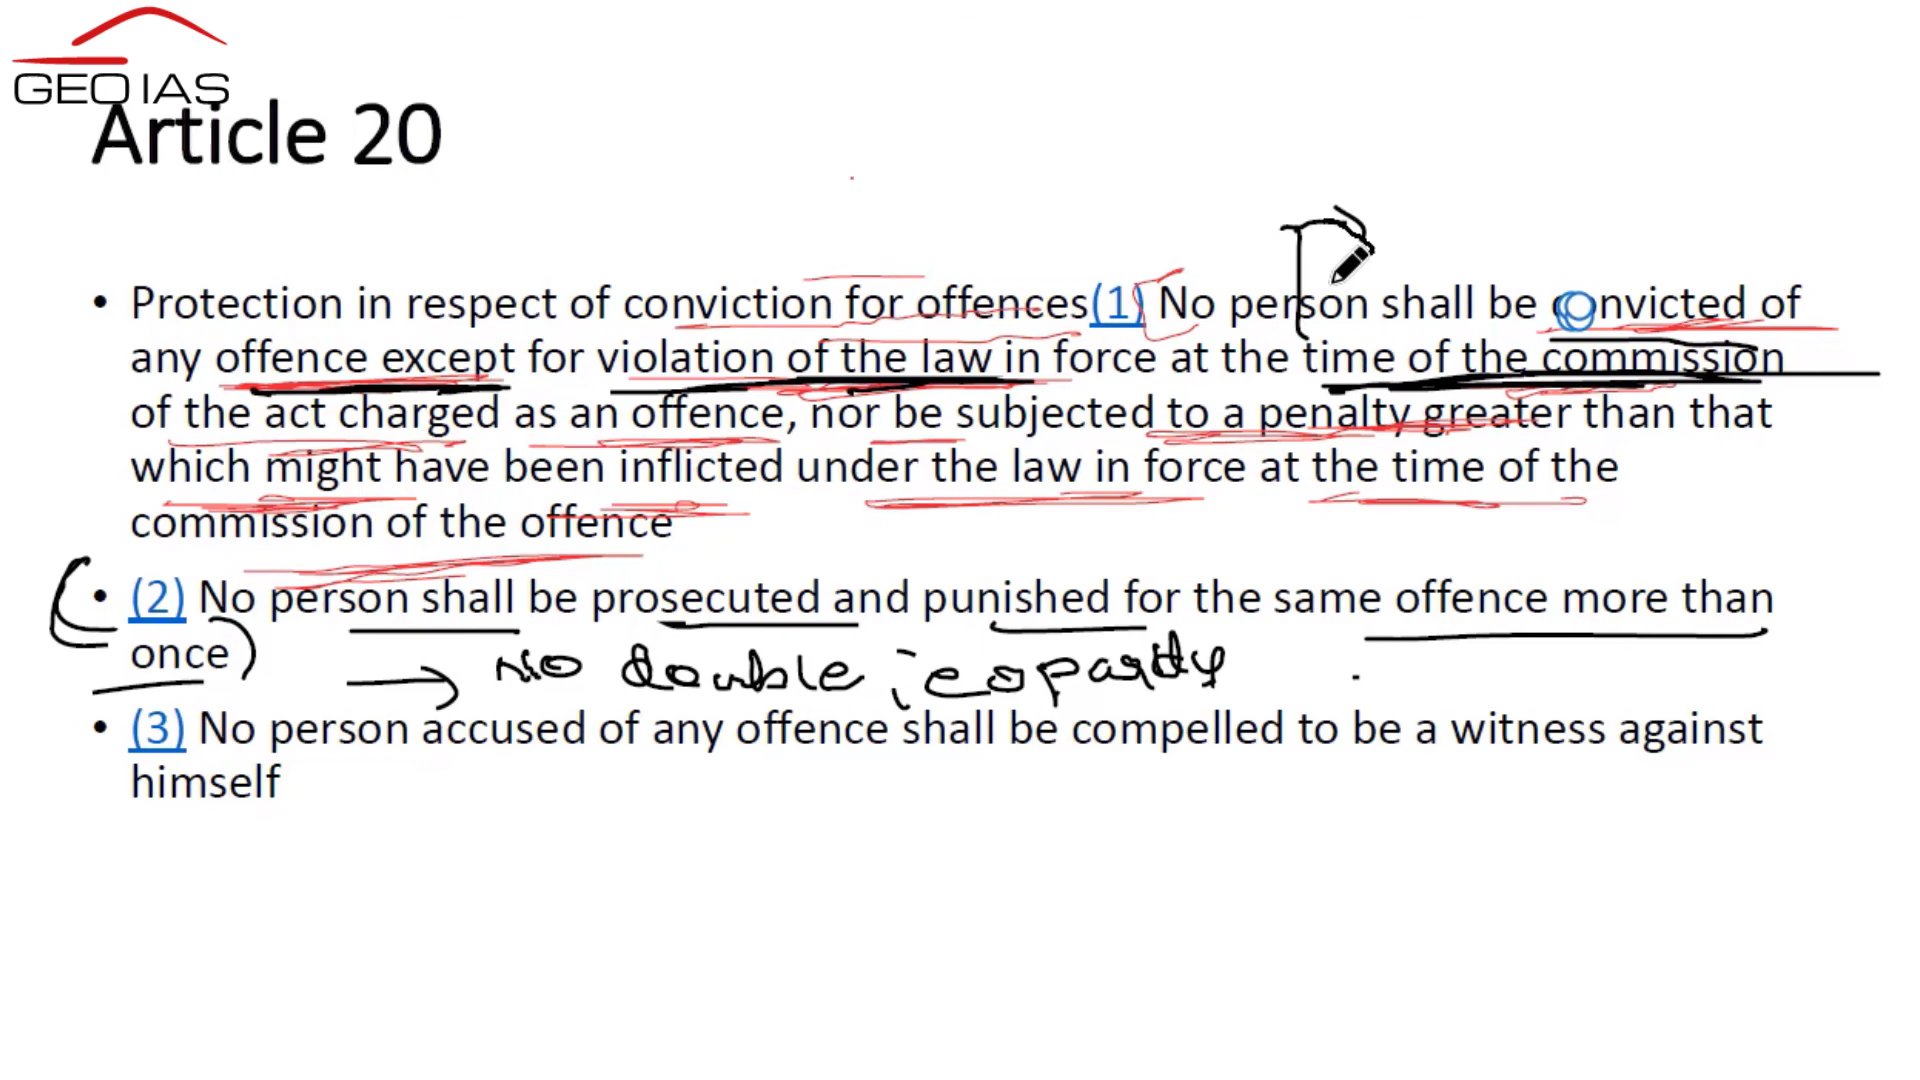 GEO IAS
Article 20
• Protection in respect of conviction for offences(1) No person shall be convicted of
any offence except for violation of the law in force at the time of the commission
of the act charged as an offence, nor be subjected to a penalty greater than that
which might have been inflicted under the law in force at the time of the
commission of the offence
• (2) No person shall be prosecuted and punished for the same offence more than
once)
→ No double jeopardy
• (3) No person accused of any offence shall be compelled to be a witness against
himself